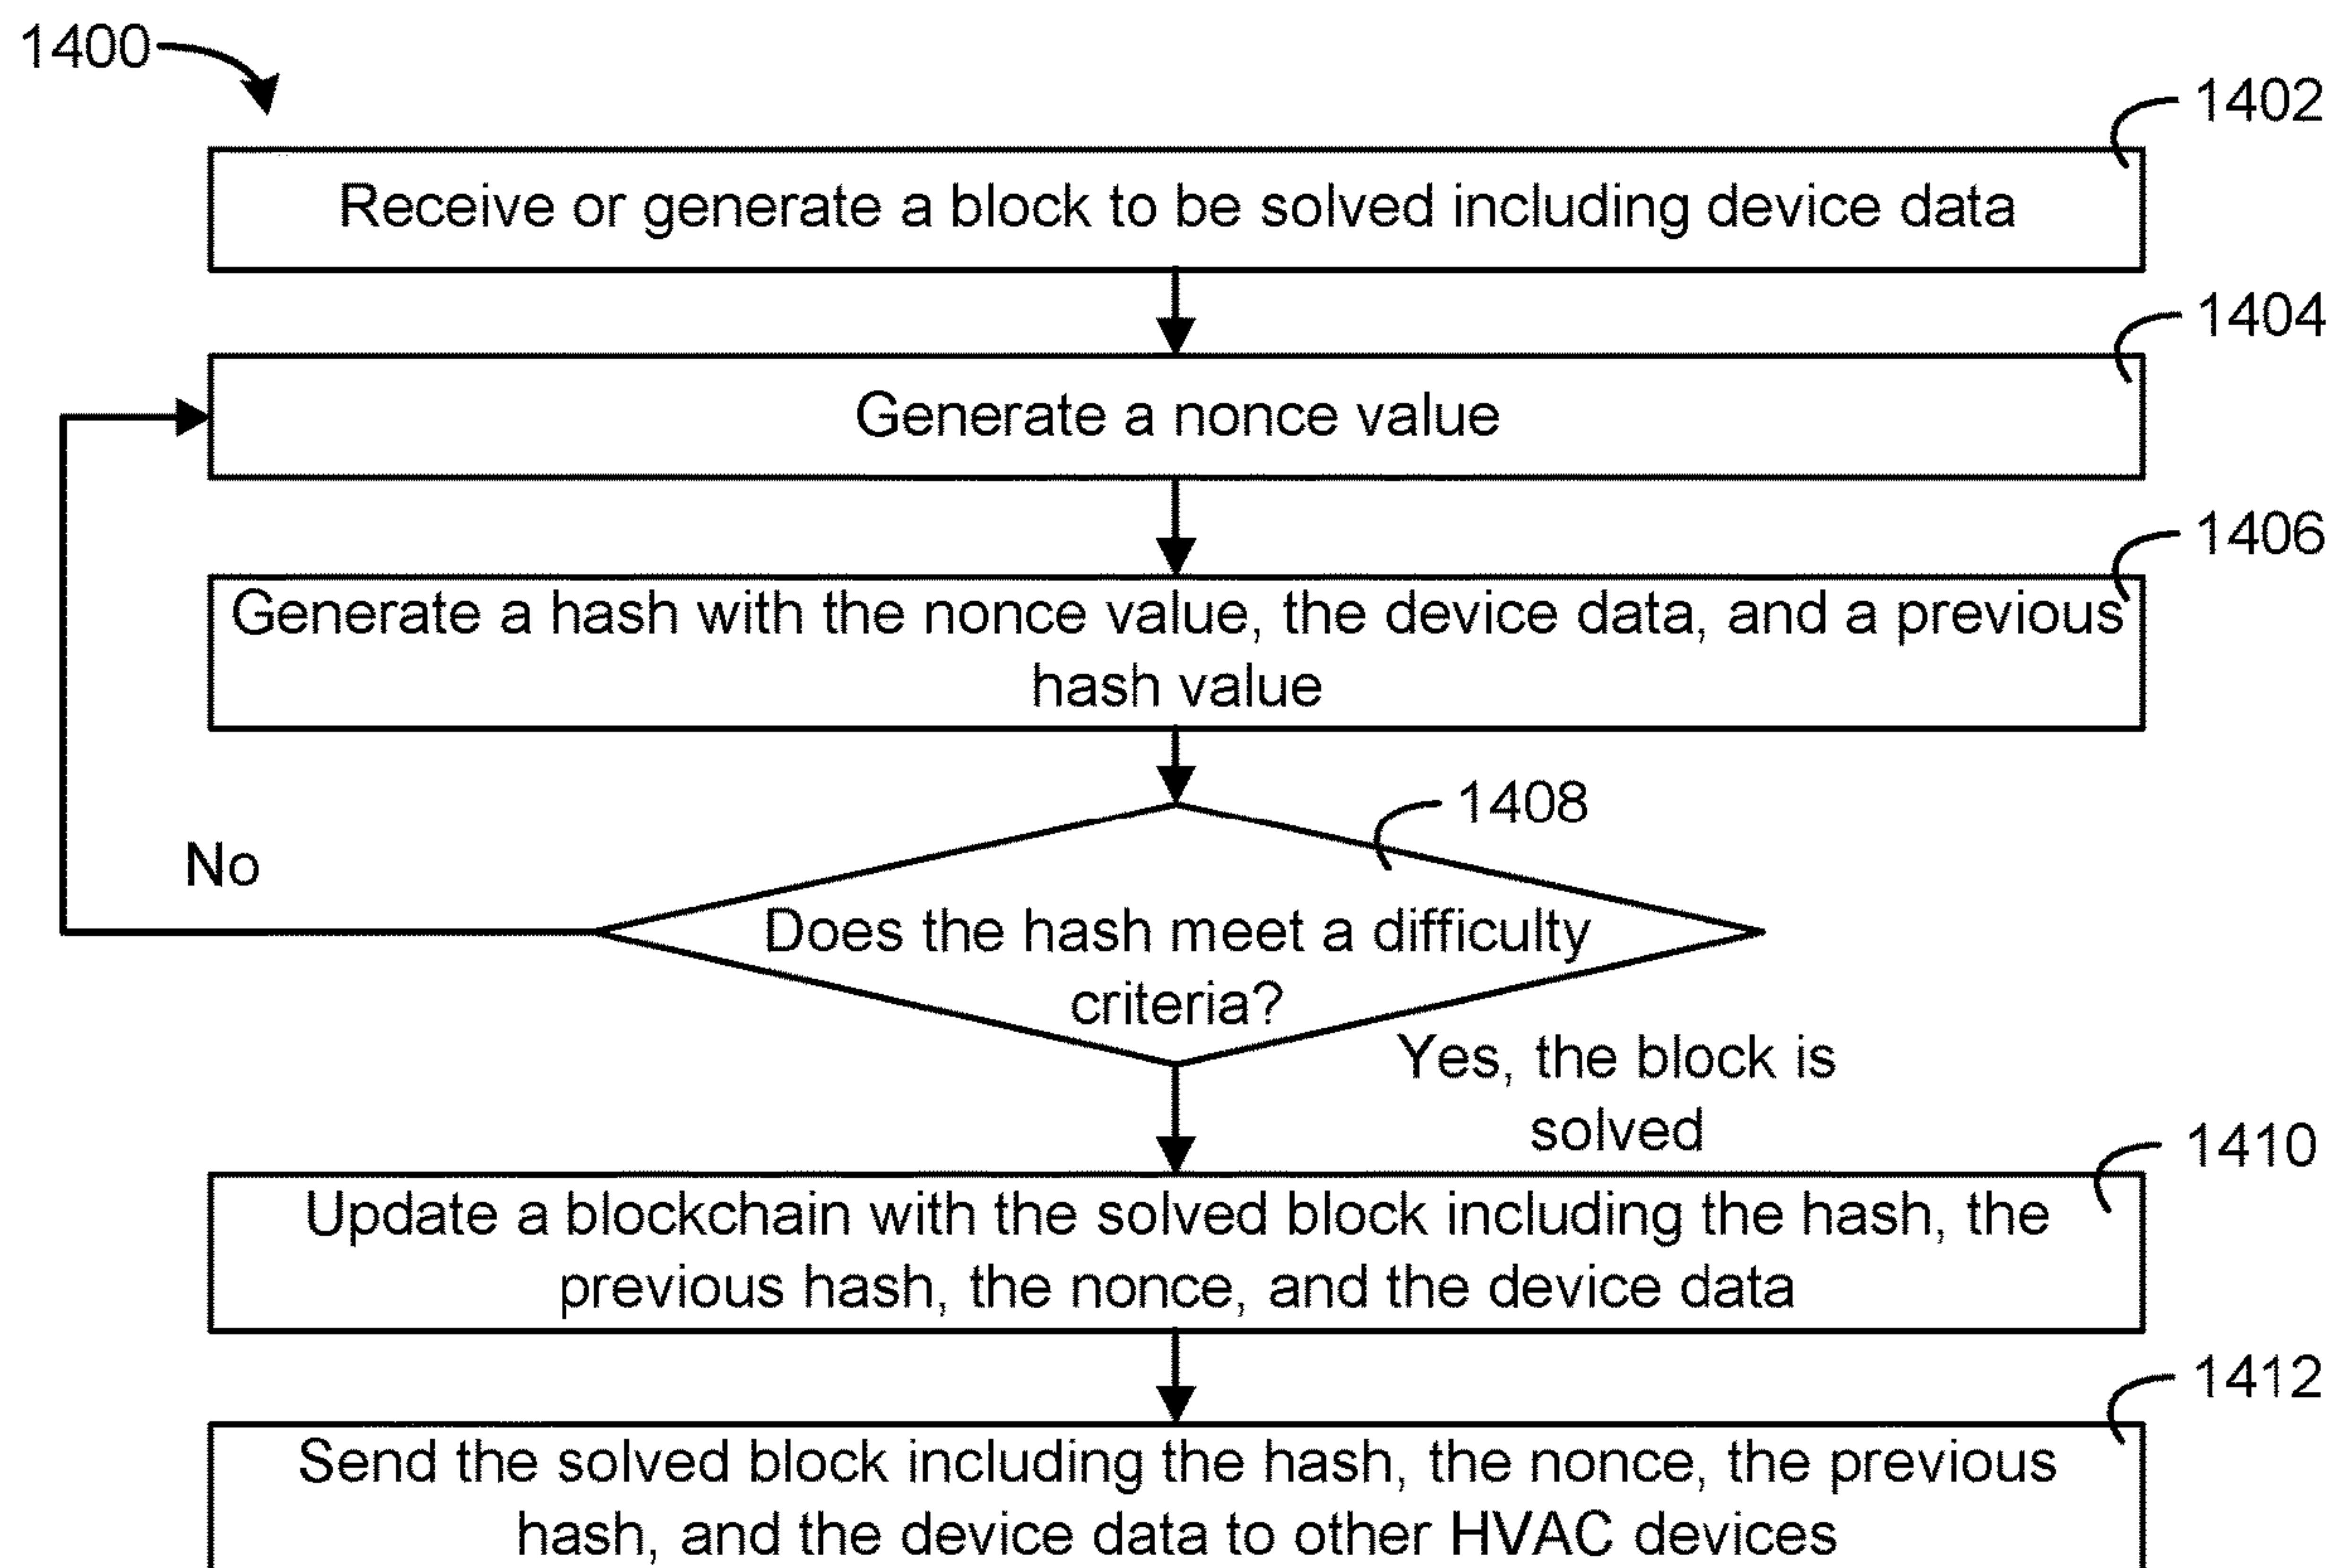 1400
1402
Receive or generate a block to be solved including device data
1404
Generate a nonce value
1406
Generate a hash with the nonce value, the device data, and a previous
hash value
1408
No
Does the hash meet a difficulty
criteria?
Yes, the block is
solved
1410
Update a blockchain with the solved block including the hash, the
previous hash, the nonce, and the device data
1412
Send the solved block including the hash, the nonce, the previous
hash, and the device data to other HVAC devices